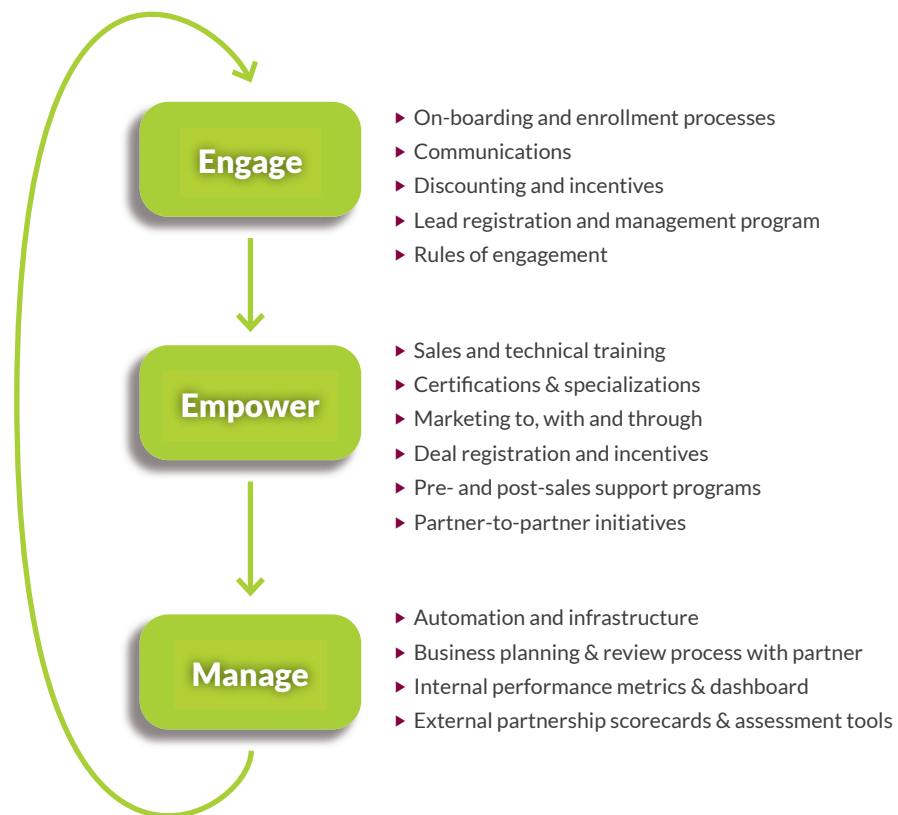 Engage
On-boarding and enrollment processes
Communications
Discounting and incentives
Lead registration and management program
Rules of engagement
Empower
Sales and technical training
Certifications & specializations
Marketing to, with and through
Deal registration and incentives
Pre- and post-sales support programs
Partner-to-partner initiatives
Manage
Automation and infrastructure
Business planning & review process with partner
Internal performance metrics & dashboard
External partnership scorecards & assessment tools